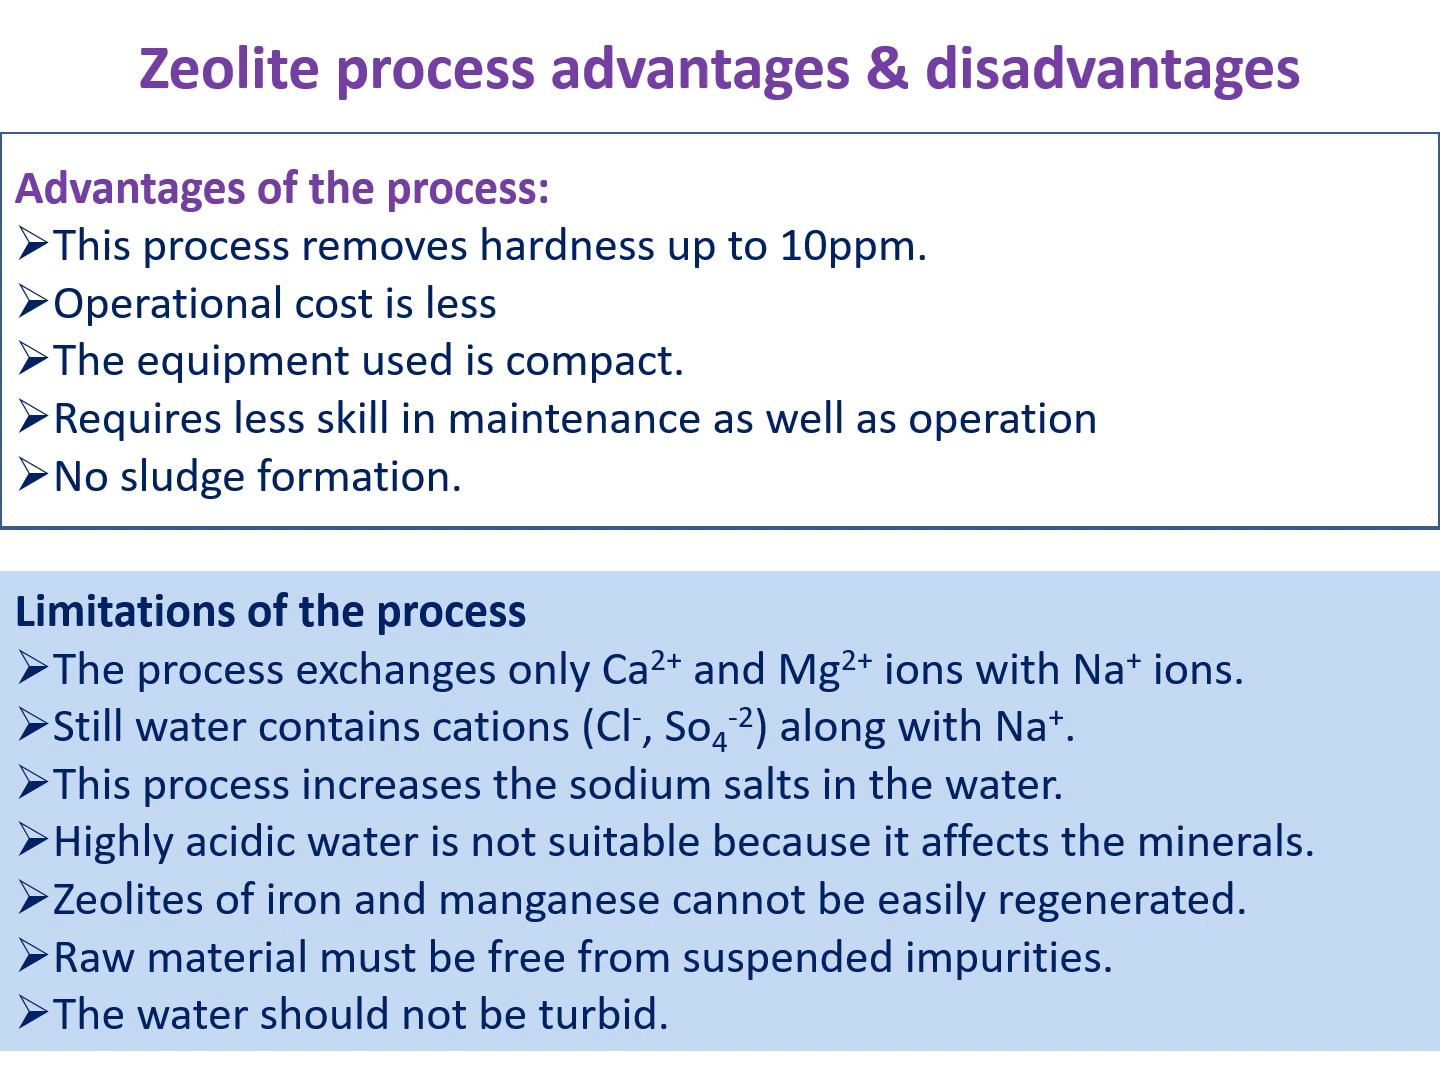 Zeolite process advantages & disadvantages
Advantages of the process:
➢This process removes hardness up to 10ppm.
➢Operational cost is less
➢The equipment used is compact.
➢Requires less skill in maintenance as well as operation
➢No sludge formation.
Limitations of the process
➢The process exchanges only Ca²⁺ and Mg²⁺ ions with Na⁺ ions.
➢Still water contains cations (Cl⁻, So₄⁻²) along with Na⁺.
➢This process increases the sodium salts in the water.
➢Highly acidic water is not suitable because it affects the minerals.
➢Zeolites of iron and manganese cannot be easily regenerated.
➢Raw material must be free from suspended impurities.
➢The water should not be turbid.